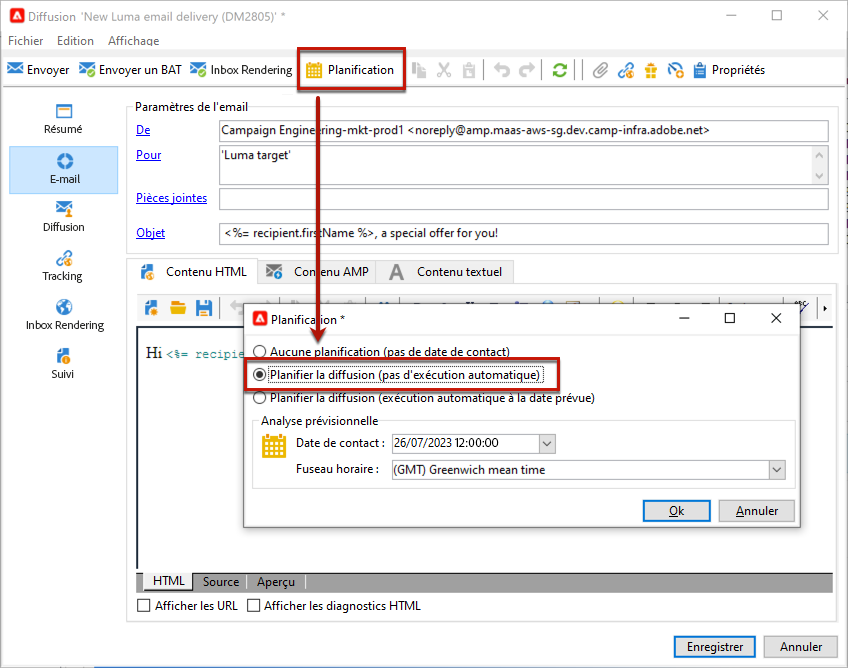 Diffusion 'New Luma email delivery (DM2805)' *
Fichier Edition Affichage
Envoyer Envoyer un BAT Inbox Rendering Planification Propriétés
Résumé
E-mail
Diffusion
Tracking
Inbox Rendering
Suivi
Paramètres de l'email
De Campaign Engineering-mkt-prod1 <noreply@amp.maas-aws-sg.dev.camp-infra.adobe.net>
Pour 'Luma target'
Pièces jointes
Objet <%= recipient.firstName %>, a special offer for you!
Contenu HTML Contenu AMP Contenu textuel
Hi <%= recipie
Planification *
Aucune planification (pas de date de contact)
Planifier la diffusion (pas d'exécution automatique)
Planifier la diffusion (exécution automatique à la date prévue)
Analyse prévisionnelle
Date de contact : 26/07/2023 12:00:00
Fuseau horaire : (GMT) Greenwich mean time
Ok Annuler
HTML Source Aperçu
Afficher les URL Afficher les diagnostics HTML
Enregistrer Annuler